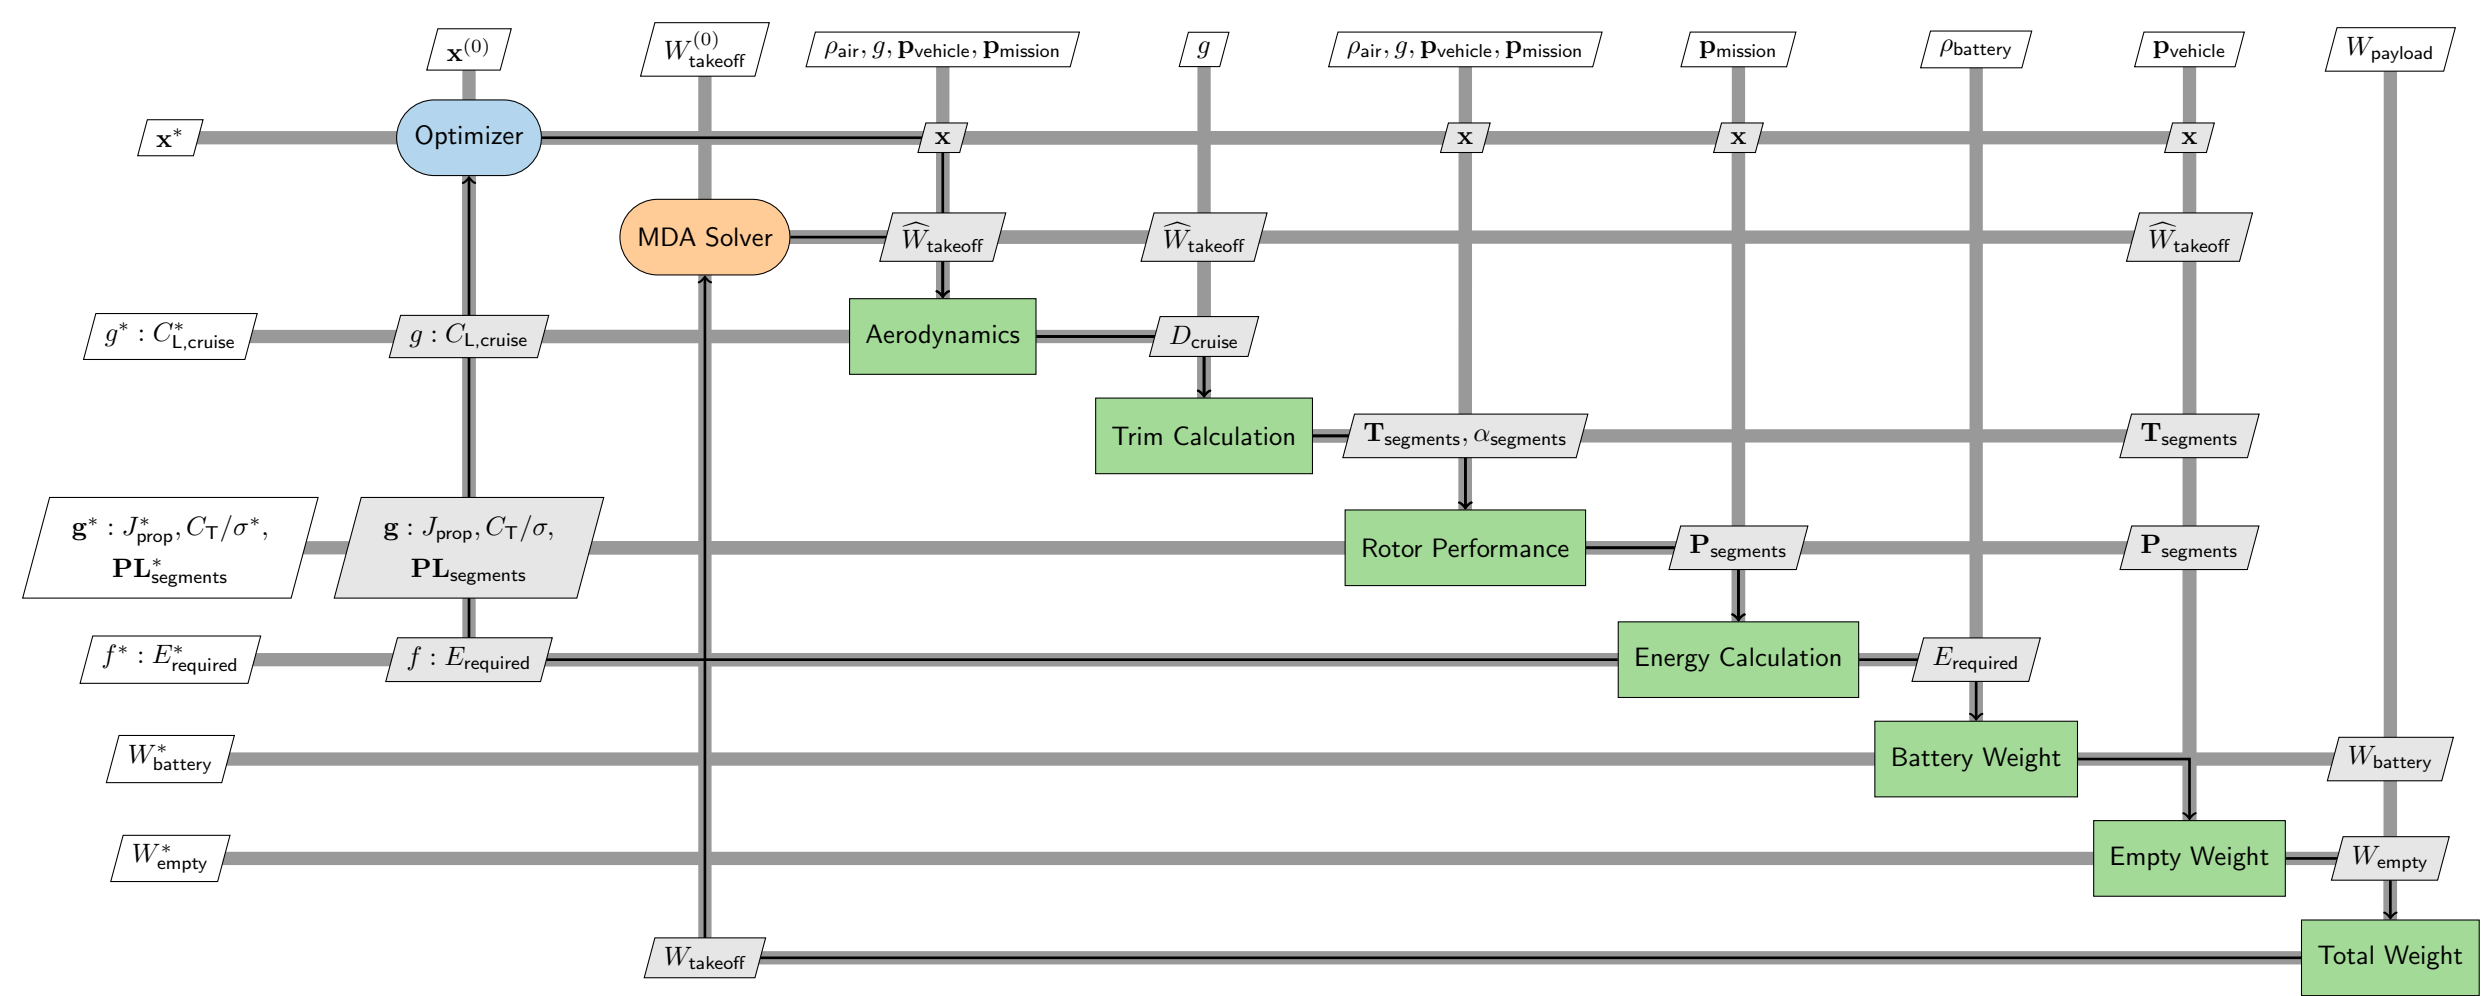 x^(0)
W^(0)_takeoff
ρ_air, g, p_vehicle, p_mission
g
ρ_air, g, p_vehicle, p_mission
p_mission
ρ_battery
p_vehicle
W_payload
x*
Optimizer
x
x
x
x
MDA Solver
Ŵ_takeoff
Ŵ_takeoff
Ŵ_takeoff
g* : C*_L,cruise
g : C_L,cruise
Aerodynamics
D_cruise
Trim Calculation
T_segments, α_segments
T_segments
g* : J*_prop, C_T/σ*,
PL*_segments
g : J_prop, C_T/σ,
PL_segments
Rotor Performance
P_segments
P_segments
f* : E*_required
f : E_required
Energy Calculation
E_required
W*_battery
Battery Weight
W_battery
W*_empty
Empty Weight
W_empty
W_takeoff
Total Weight